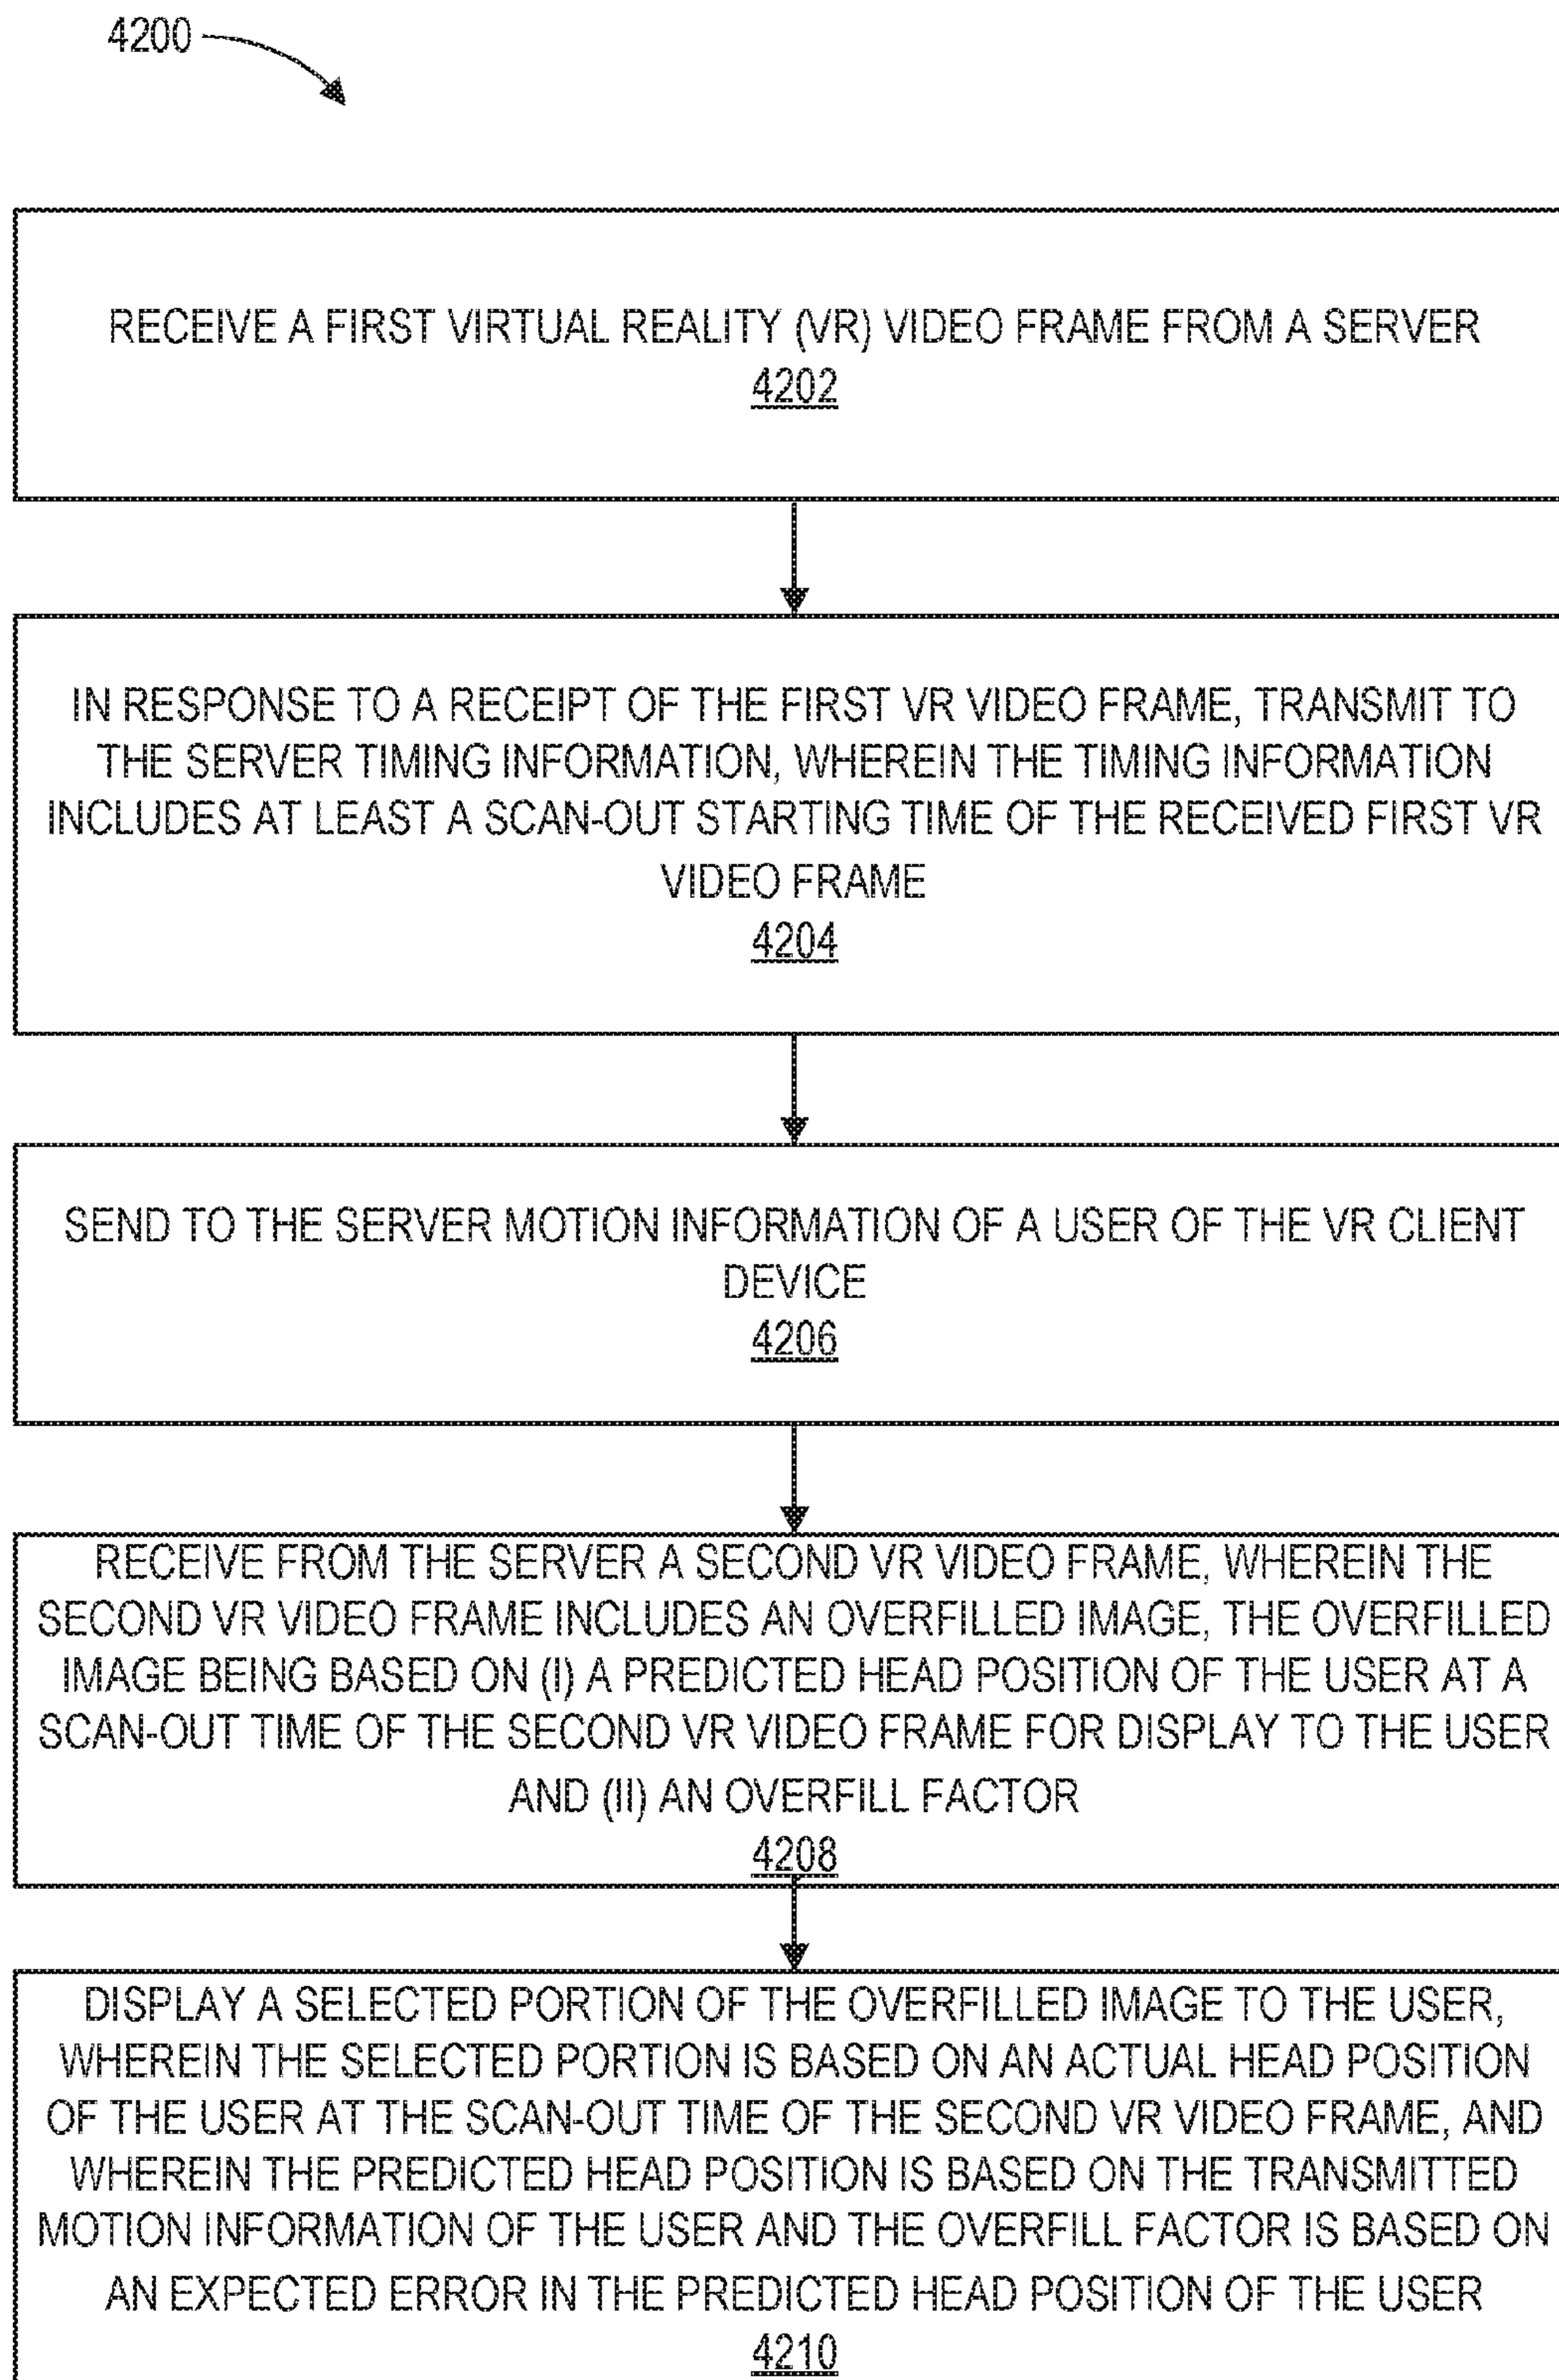 4200
RECEIVE A FIRST VIRTUAL REALITY (VR) VIDEO FRAME FROM A SERVER
4202
IN RESPONSE TO A RECEIPT OF THE FIRST VR VIDEO FRAME, TRANSMIT TO
THE SERVER TIMING INFORMATION, WHEREIN THE TIMING INFORMATION
INCLUDES AT LEAST A SCAN-OUT STARTING TIME OF THE RECEIVED FIRST VR
VIDEO FRAME
4204
SEND TO THE SERVER MOTION INFORMATION OF A USER OF THE VR CLIENT
DEVICE
4206
RECEIVE FROM THE SERVER A SECOND VR VIDEO FRAME, WHEREIN THE
SECOND VR VIDEO FRAME INCLUDES AN OVERFILLED IMAGE, THE OVERFILLED
IMAGE BEING BASED ON (I) A PREDICTED HEAD POSITION OF THE USER AT A
SCAN-OUT TIME OF THE SECOND VR VIDEO FRAME FOR DISPLAY TO THE USER
AND (II) AN OVERFILL FACTOR
4208
DISPLAY A SELECTED PORTION OF THE OVERFILLED IMAGE TO THE USER,
WHEREIN THE SELECTED PORTION IS BASED ON AN ACTUAL HEAD POSITION
OF THE USER AT THE SCAN-OUT TIME OF THE SECOND VR VIDEO FRAME, AND
WHEREIN THE PREDICTED HEAD POSITION IS BASED ON THE TRANSMITTED
MOTION INFORMATION OF THE USER AND THE OVERFILL FACTOR IS BASED ON
AN EXPECTED ERROR IN THE PREDICTED HEAD POSITION OF THE USER
4210